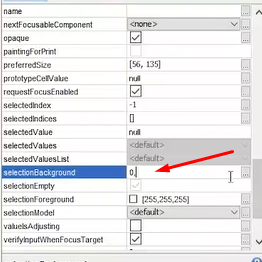 name
nextFocusableComponent <none>
opaque
paintingForPrint
preferredSize [56, 135]
prototypeCellValue null
requestFocusEnabled
selectedIndex -1
selectedIndices []
selectedValue null
selectedValues <default>
selectedValuesList <default>
selectionBackground 0,
selectionEmpty
selectionForeground [255,255,255]
selectionModel <default>
valueIsAdjusting
verifyInputWhenFocusTarget